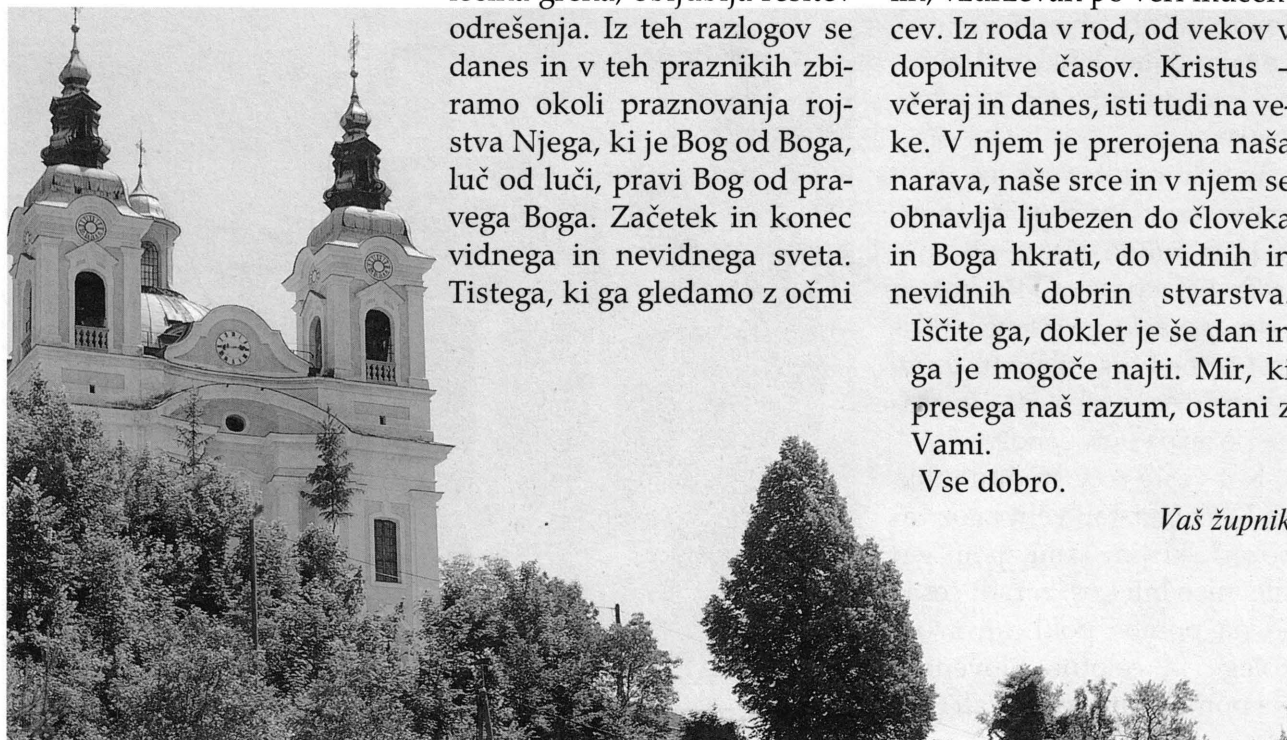 odrešenja. Iz teh razlogov se
danes in v teh praznikih zbi-
ramo okoli praznovanja roj-
stva Njega, ki je Bog od Boga,
luč od luči, pravi Bog od pra-
vega Boga. Začetek in konec
vidnega in nevidnega sveta.
Tistega, ki ga gledamo z očmi
cev. Iz roda v rod, od vekov v
dopolnitve časov. Kristus –
včeraj in danes, isti tudi na ve-
ke. V njem je prerojena naša
narava, naše srce in v njem se
obnavlja ljubezen do človeka
in Boga hkrati, do vidnih in
nevidnih dobrin stvarstva.
Iščite ga, dokler je še dan in
ga je mogoče najti. Mir, ki
presega naš razum, ostani z
Vami.
Vse dobro.
Vaš župnik